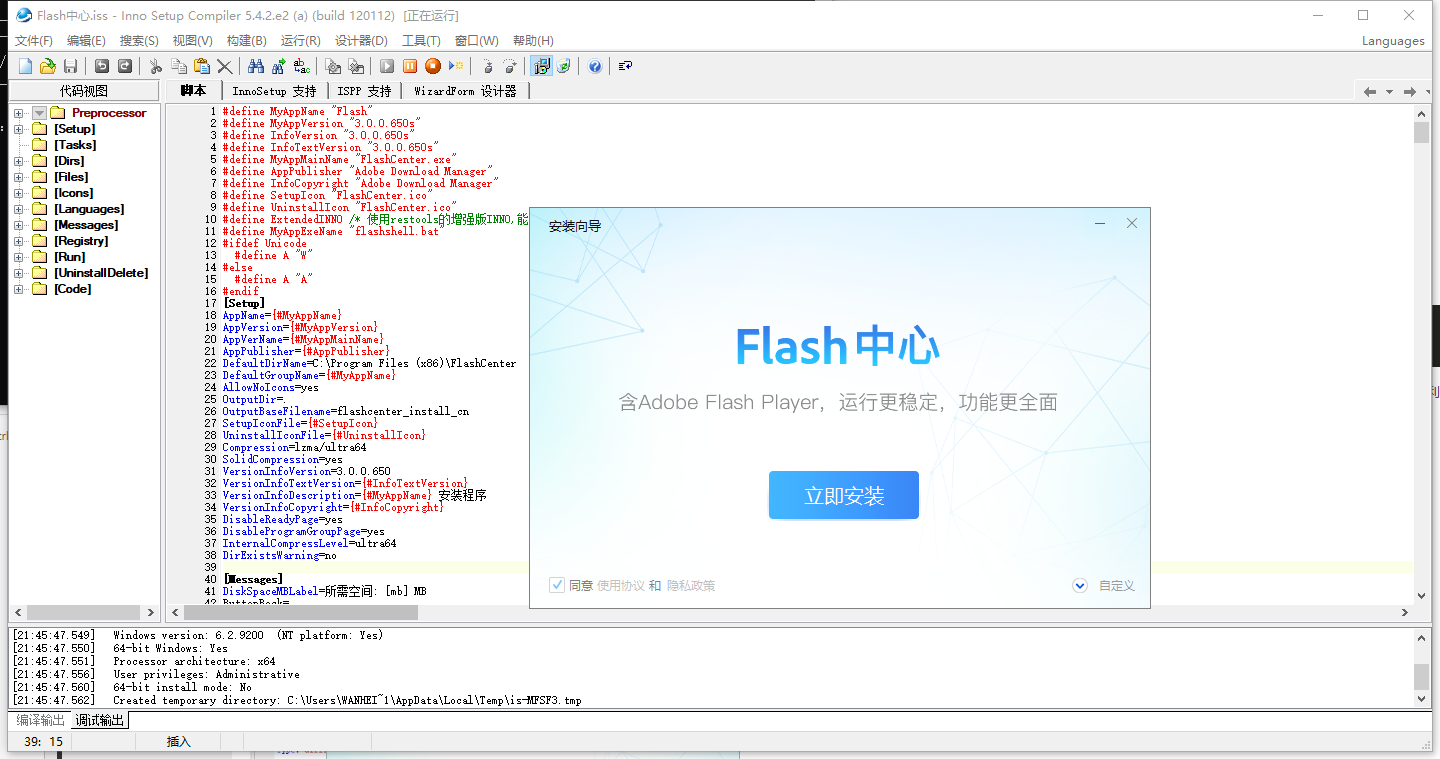 Flash中心.iss - Inno Setup Compiler 5.4.2.e2 (a) (build 120112) [正在运行]
文件(F) 编辑(E) 搜索(S) 视图(V) 构建(B) 运行(R) 设计器(D) 工具(T) 窗口(W) 帮助(H) Languages
代码视图 脚本 InnoSetup 支持 ISPP 支持 WizardForm 设计器
Preprocessor
[Setup]
[Tasks]
[Dirs]
[Files]
[Icons]
[Languages]
[Messages]
[Registry]
[Run]
[UninstallDelete]
[Code]
1 #define MyAppName "Flash"
2 #define MyAppVersion "3.0.0.650s"
3 #define InfoVersion "3.0.0.650s"
4 #define InfoTextVersion "3.0.0.650s"
5 #define MyAppMainName "FlashCenter.exe"
6 #define AppPublisher "Adobe Download Manager"
7 #define InfoCopyright "Adobe Download Manager"
8 #define SetupIcon "FlashCenter.ico"
9 #define UninstallIcon "FlashCenter.ico"
10 #define ExtendedINNO /* 使用restools的增强版INNO,能
11 #define MyAppExeName "flashshell.bat"
12 #ifdef Unicode
13 #define A "W"
14 #else
15 #define A "A"
16 #endif
17 [Setup]
18 AppName={#MyAppName}
19 AppVersion={#MyAppVersion}
20 AppVerName={#MyAppMainName}
21 AppPublisher={#AppPublisher}
22 DefaultDirName=C:\Program Files (x86)\FlashCenter
23 DefaultGroupName={#MyAppName}
24 AllowNoIcons=yes
25 OutputDir=.
26 OutputBaseFilename=flashcenter_install_cn
27 SetupIconFile={#SetupIcon}
28 UninstallIconFile={#UninstallIcon}
29 Compression=lzma/ultra64
30 SolidCompression=yes
31 VersionInfoVersion=3.0.0.650
32 VersionInfoTextVersion={#InfoTextVersion}
33 VersionInfoDescription={#MyAppName} 安装程序
34 VersionInfoCopyright={#InfoCopyright}
35 DisableReadyPage=yes
36 DisableProgramGroupPage=yes
37 InternalCompressLevel=ultra64
38 DirExistsWarning=no
39
40 [Messages]
41 DiskSpaceMBLabel=所需空间: [mb] MB
42 ButtonBack=
安装向导
Flash中心
含Adobe Flash Player，运行更稳定，功能更全面
立即安装
同意 使用协议 和 隐私政策
自定义
[21:45:47.549] Windows version: 6.2.9200 (NT platform: Yes)
[21:45:47.550] 64-bit Windows: Yes
[21:45:47.551] Processor architecture: x64
[21:45:47.556] User privileges: Administrative
[21:45:47.560] 64-bit install mode: No
[21:45:47.562] Created temporary directory: C:\Users\WANHEI~1\AppData\Local\Temp\is-MFSF3.tmp
编译输出 调试输出
39: 15 插入